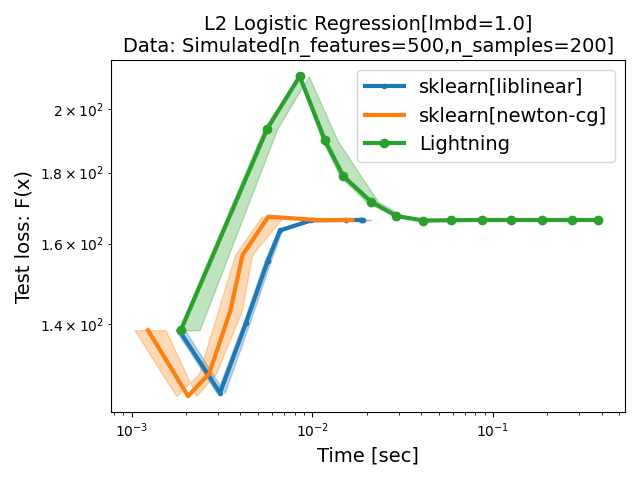 L2 Logistic Regression[lmbd=1.0]
Data: Simulated[n_features=500,n_samples=200]
sklearn[liblinear]
sklearn[newton-cg]
Lightning
Test loss: F(x)
2 × 10²
1.8 × 10²
1.6 × 10²
1.4 × 10²
10⁻³
10⁻²
10⁻¹
Time [sec]